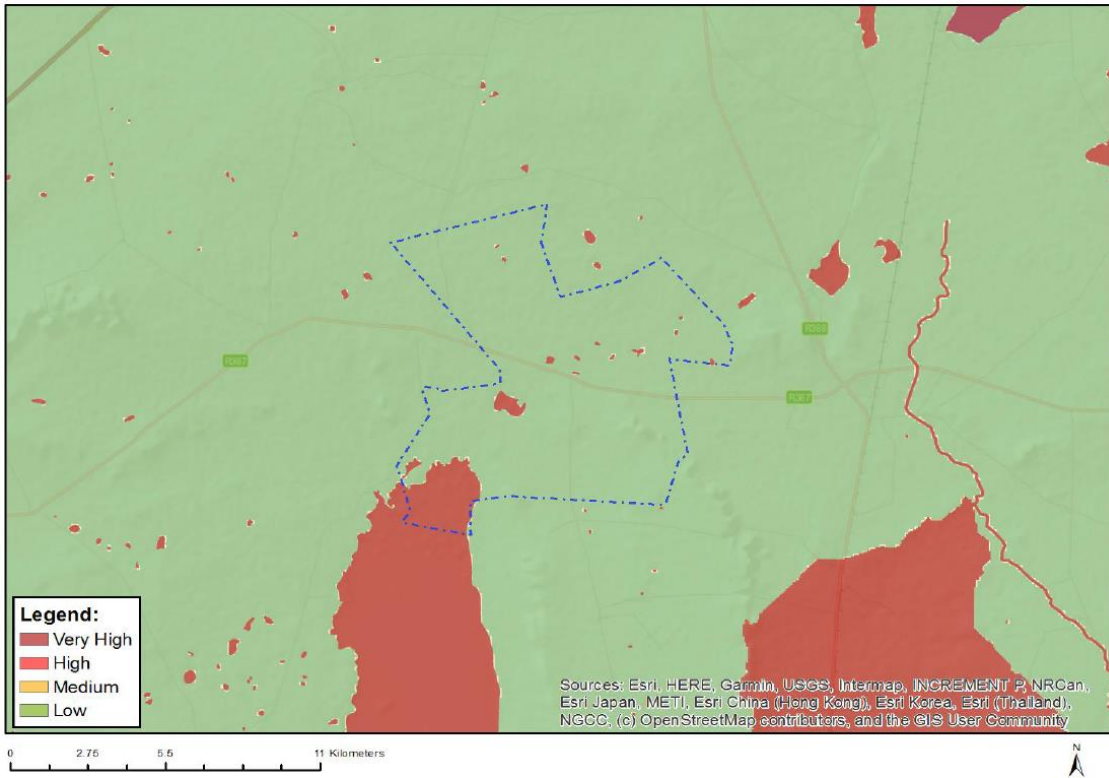 R389
R387
Legend:
Very High
High
Medium
Low
Sources: Esri, HERE, Garmin, USGS, Intermap, INCREMENT P, NRCan,
Esri Japan, METI, Esri China (Hong Kong), Esri Korea, Esri (Thailand),
NGCC, (c) OpenStreetMap contributors, and the GIS User Community
0 2.75 5.5 11 Kilometers
N